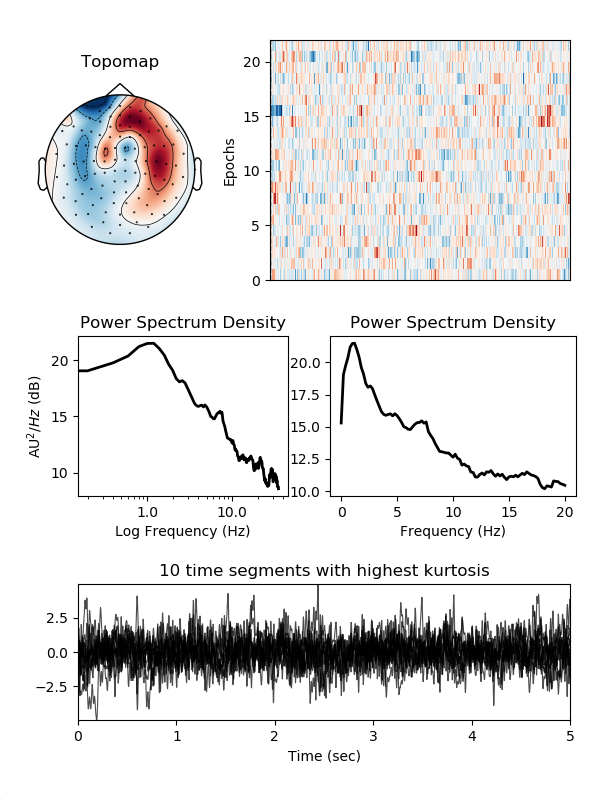 Topomap
Epochs
20
15
10
5
0
Power Spectrum Density
AU²/Hz (dB)
20
15
10
1.0 10.0
Log Frequency (Hz)
Power Spectrum Density
20.0
17.5
15.0
12.5
10.0
0 5 10 15 20
Frequency (Hz)
10 time segments with highest kurtosis
2.5
0.0
−2.5
0 1 2 3 4 5
Time (sec)